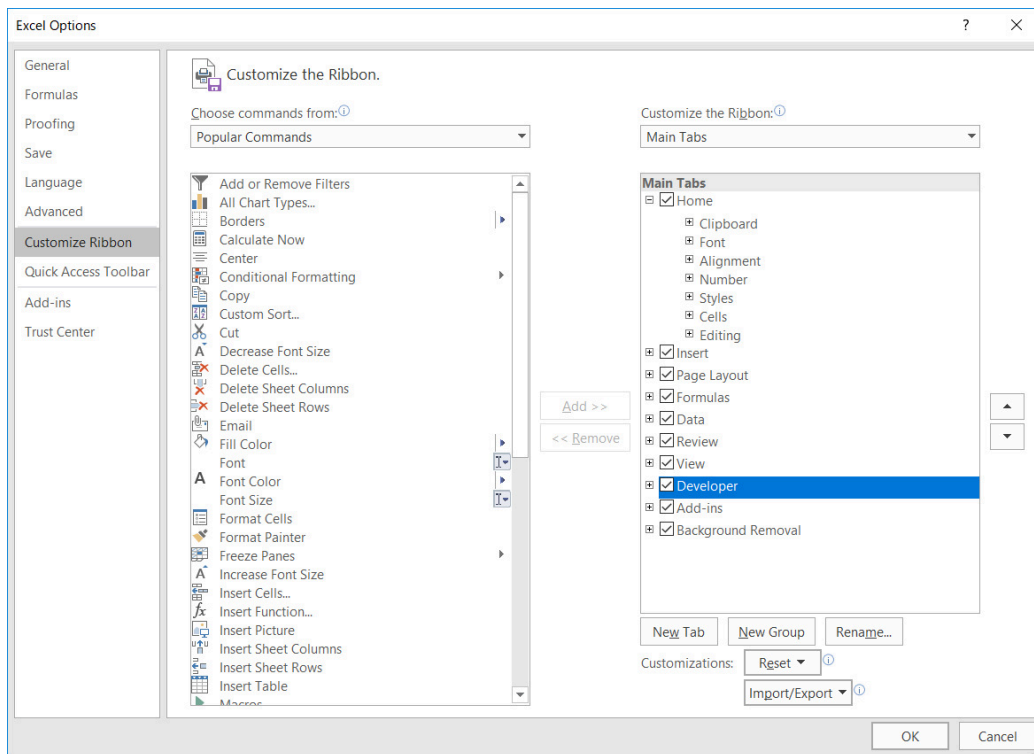 Excel Options
?
General
Formulas
Proofing
Save
Language
Advanced
Customize Ribbon
Quick Access Toolbar
Add-ins
Trust Center
Customize the Ribbon.
Choose commands from:
Popular Commands
Add or Remove Filters
All Chart Types...
Borders
Calculate Now
Center
Conditional Formatting
Copy
Custom Sort...
Cut
Decrease Font Size
Delete Cells...
Delete Sheet Columns
Delete Sheet Rows
Email
Fill Color
Font
Font Color
Font Size
Format Cells
Format Painter
Freeze Panes
Increase Font Size
Insert Cells...
Insert Function...
Insert Picture
Insert Sheet Columns
Insert Sheet Rows
Insert Table
Macros
Add >>
<< Remove
Customize the Ribbon:
Main Tabs
Main Tabs
Home
Clipboard
Font
Alignment
Number
Styles
Cells
Editing
Insert
Page Layout
Formulas
Data
Review
View
Developer
Add-ins
Background Removal
New Tab
New Group
Rename...
Customizations:
Reset
Import/Export
OK
Cancel